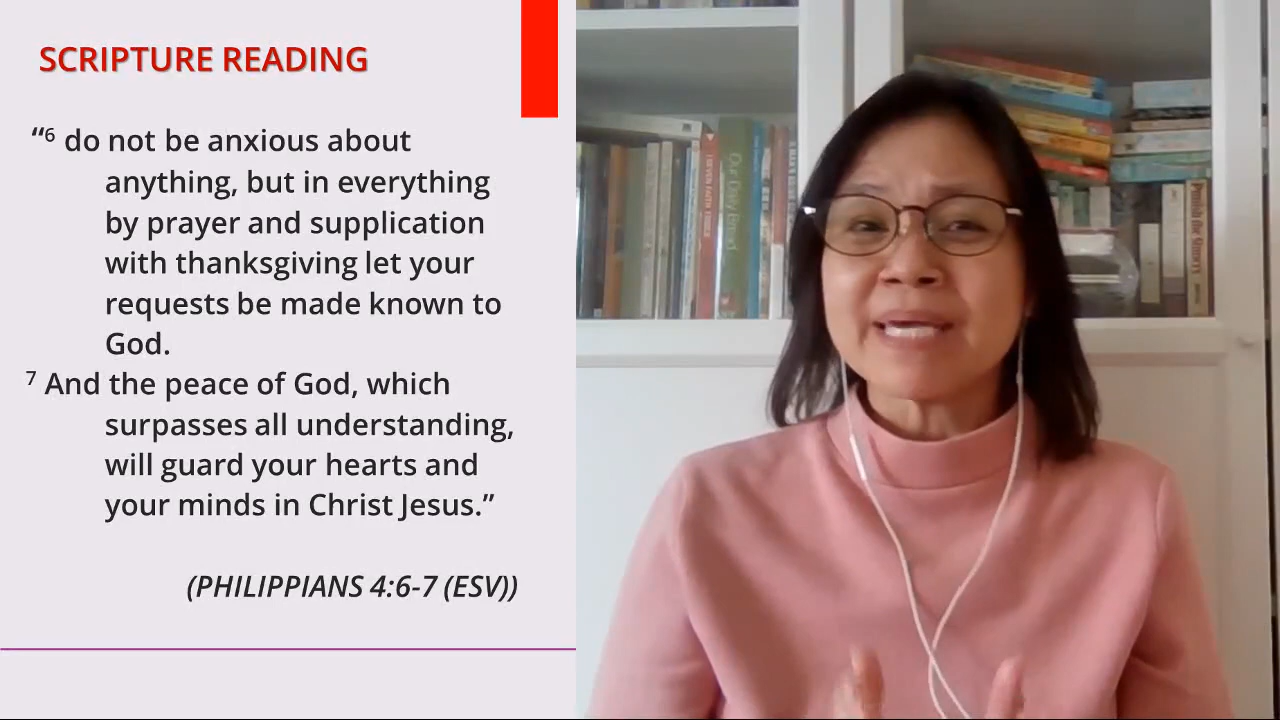 SCRIPTURE READING
“⁶ do not be anxious about
anything, but in everything
by prayer and supplication
with thanksgiving let your
requests be made known to
God.
⁷ And the peace of God, which
surpasses all understanding,
will guard your hearts and
your minds in Christ Jesus.”
(PHILIPPIANS 4:6-7 (ESV))
Our Daily Bread